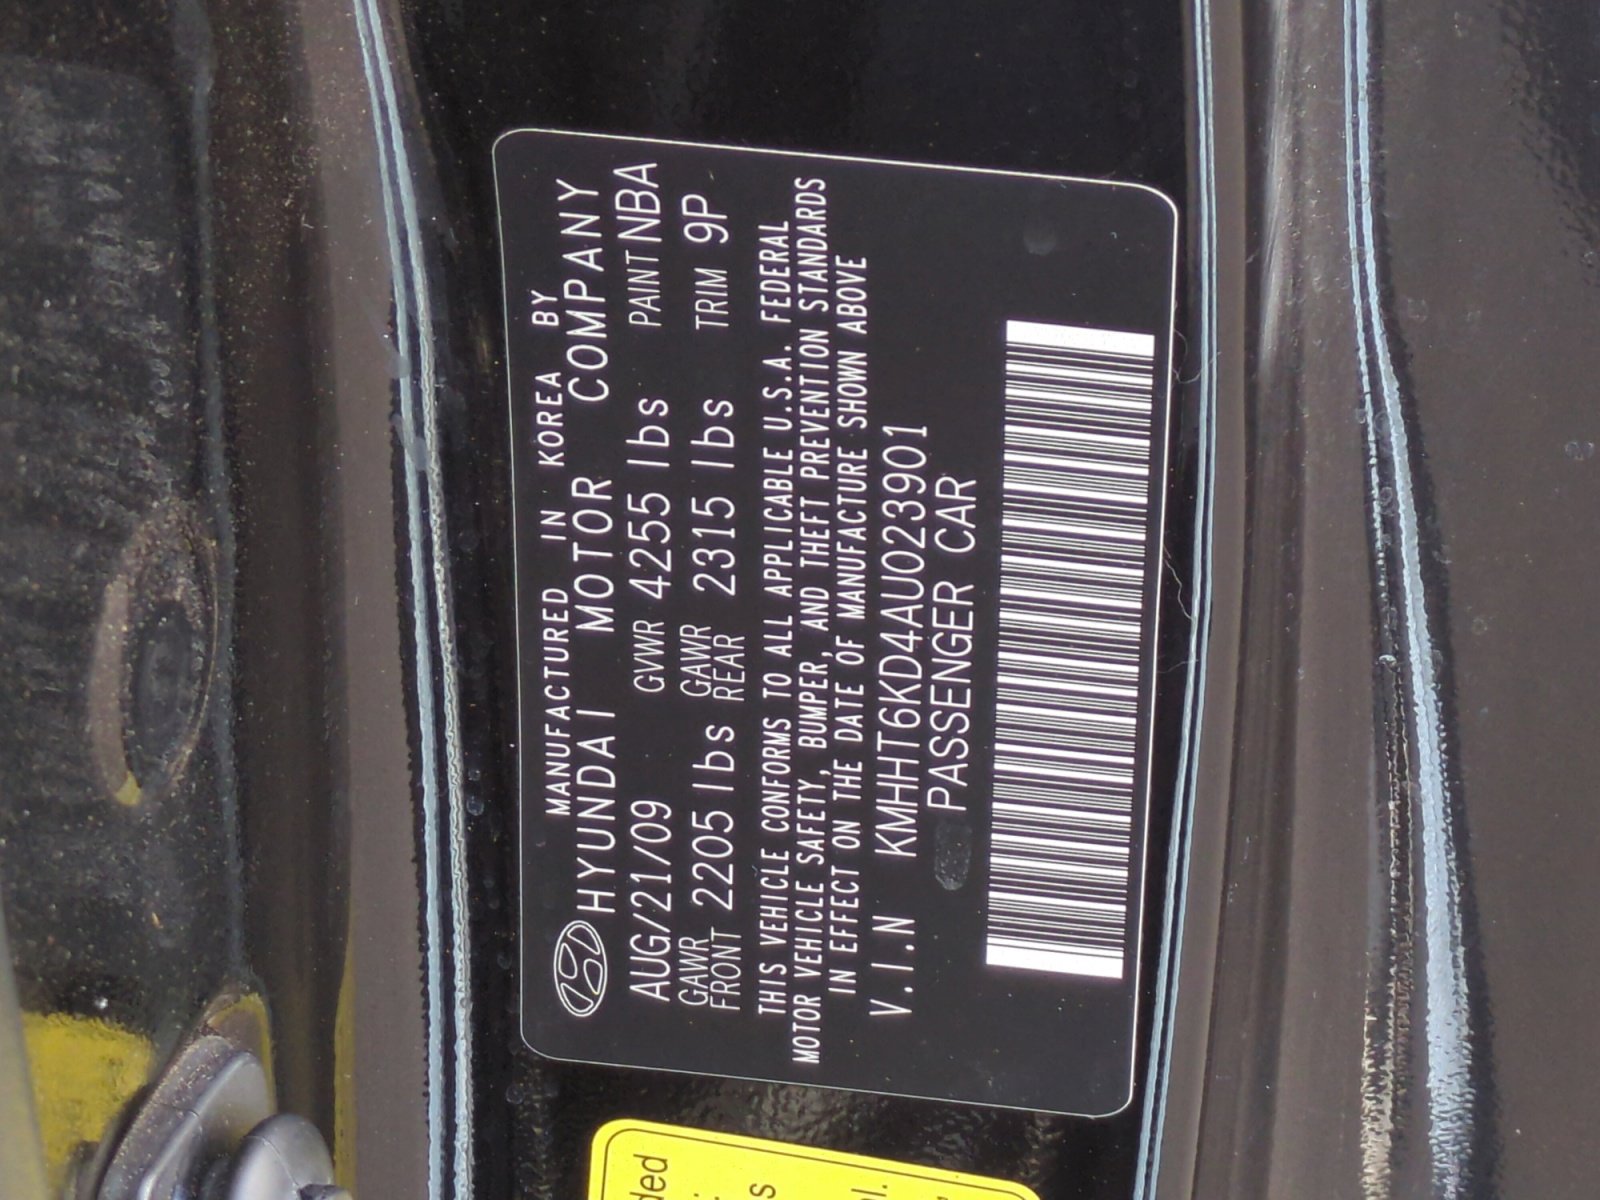 MANUFACTURED IN KOREA BY
HYUNDAI MOTOR COMPANY
AUG/21/09 GVWR 4255 lbs PAINT NBA
GAWR FRONT 2205 lbs GAWR REAR 2315 lbs TRIM 9P
THIS VEHICLE CONFORMS TO ALL APPLICABLE U.S.A. FEDERAL
MOTOR VEHICLE SAFETY, BUMPER, AND THEFT PREVENTION STANDARDS
IN EFFECT ON THE DATE OF MANUFACTURE SHOWN ABOVE
V.I.N KMHHT6KD4AU023901
PASSENGER CAR